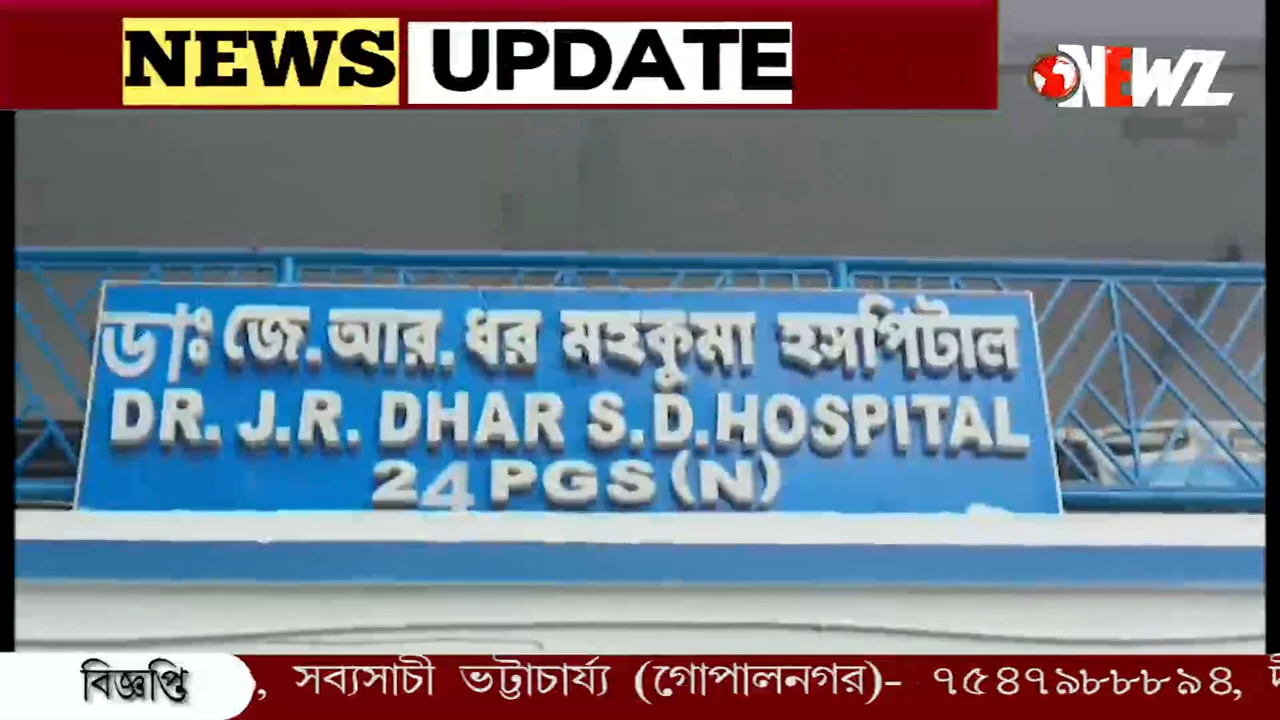 NEWS UPDATE
NEWZ
ডাঃ জে.আর.ধর মহকুমা হসপিটাল
DR. J.R. DHAR S.D.HOSPITAL
24 PGS (N)
বিজ্ঞপ্তি , সব্যসাচী ভট্টাচার্য্য (গোপালনগর)- ৭৫৪৭৯৮৮৮৯৪,